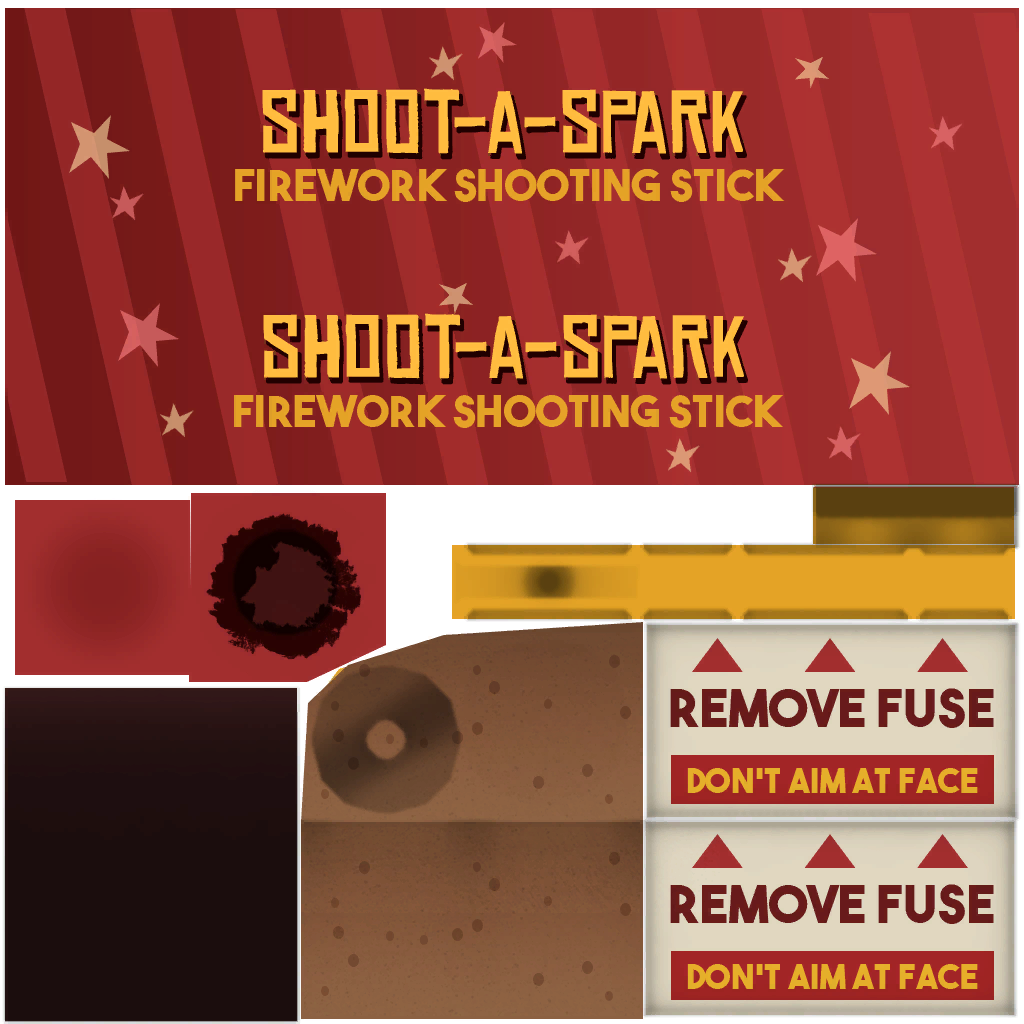 SHOOT-A-SPARK
FIREWORK SHOOTING STICK
SHOOT-A-SPARK
FIREWORK SHOOTING STICK
REMOVE FUSE
DON'T AIM AT FACE
REMOVE FUSE
DON'T AIM AT FACE